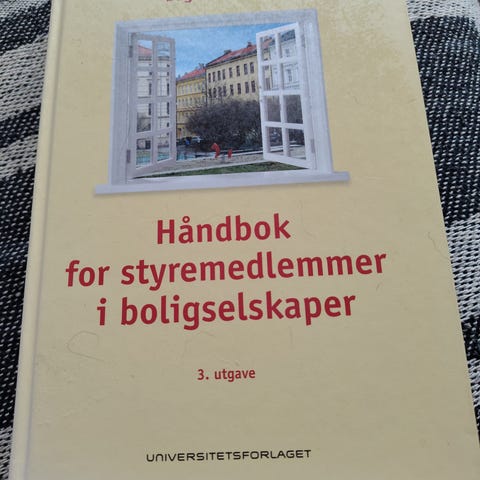 Håndbok
for styremedlemmer
i boligselskaper
3. utgave
UNIVERSITETSFORLAGET